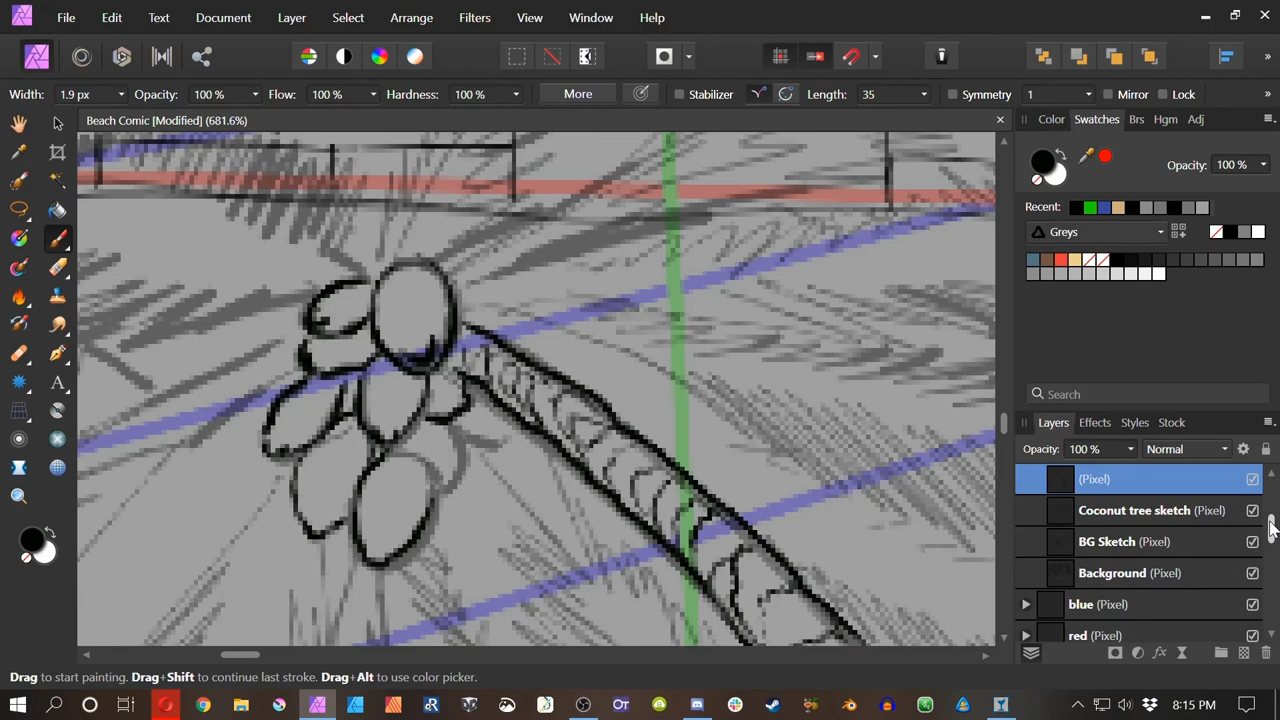 File Edit Text Document Layer Select Arrange Filters View Window Help
Width: 1.9 px Opacity: 100 % Flow: 100 % Hardness: 100 % More Stabilizer Length: 35 Symmetry 1 Mirror Lock
Beach Comic [Modified] (681.6%)
Color Swatches Brs Hgm Adj
Opacity: 100 %
Recent:
Greys
Search
Layers Effects Styles Stock
Opacity: 100 % Normal
(Pixel)
Coconut tree sketch (Pixel)
BG Sketch (Pixel)
Background (Pixel)
blue (Pixel)
red (Pixel)
Drag to start painting. Drag+Shift to continue last stroke. Drag+Alt to use color picker.
8:15 PM